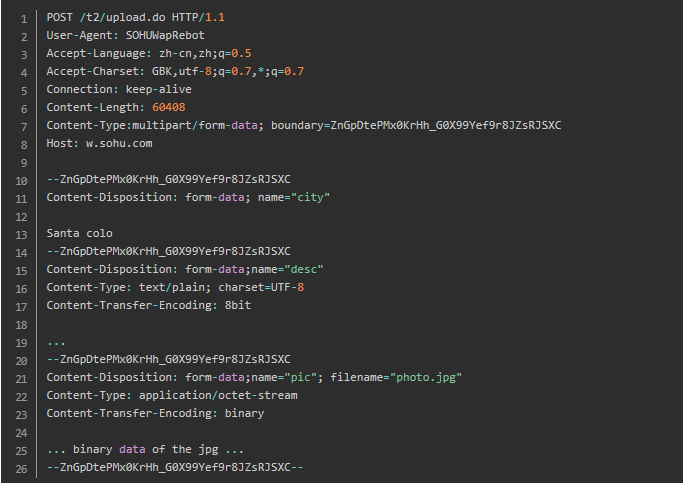 1 POST /t2/upload.do HTTP/1.1
2 User-Agent: SOHUWapRebot
3 Accept-Language: zh-cn,zh;q=0.5
4 Accept-Charset: GBK,utf-8;q=0.7,*;q=0.7
5 Connection: keep-alive
6 Content-Length: 60408
7 Content-Type:multipart/form-data; boundary=ZnGpDtePMx0KrHh_G0X99Yef9r8JZsRJSXC
8 Host: w.sohu.com
9
10 --ZnGpDtePMx0KrHh_G0X99Yef9r8JZsRJSXC
11 Content-Disposition: form-data; name="city"
12
13 Santa colo
14 --ZnGpDtePMx0KrHh_G0X99Yef9r8JZsRJSXC
15 Content-Disposition: form-data;name="desc"
16 Content-Type: text/plain; charset=UTF-8
17 Content-Transfer-Encoding: 8bit
18
19 ...
20 --ZnGpDtePMx0KrHh_G0X99Yef9r8JZsRJSXC
21 Content-Disposition: form-data;name="pic"; filename="photo.jpg"
22 Content-Type: application/octet-stream
23 Content-Transfer-Encoding: binary
24
25 ... binary data of the jpg ...
26 --ZnGpDtePMx0KrHh_G0X99Yef9r8JZsRJSXC--